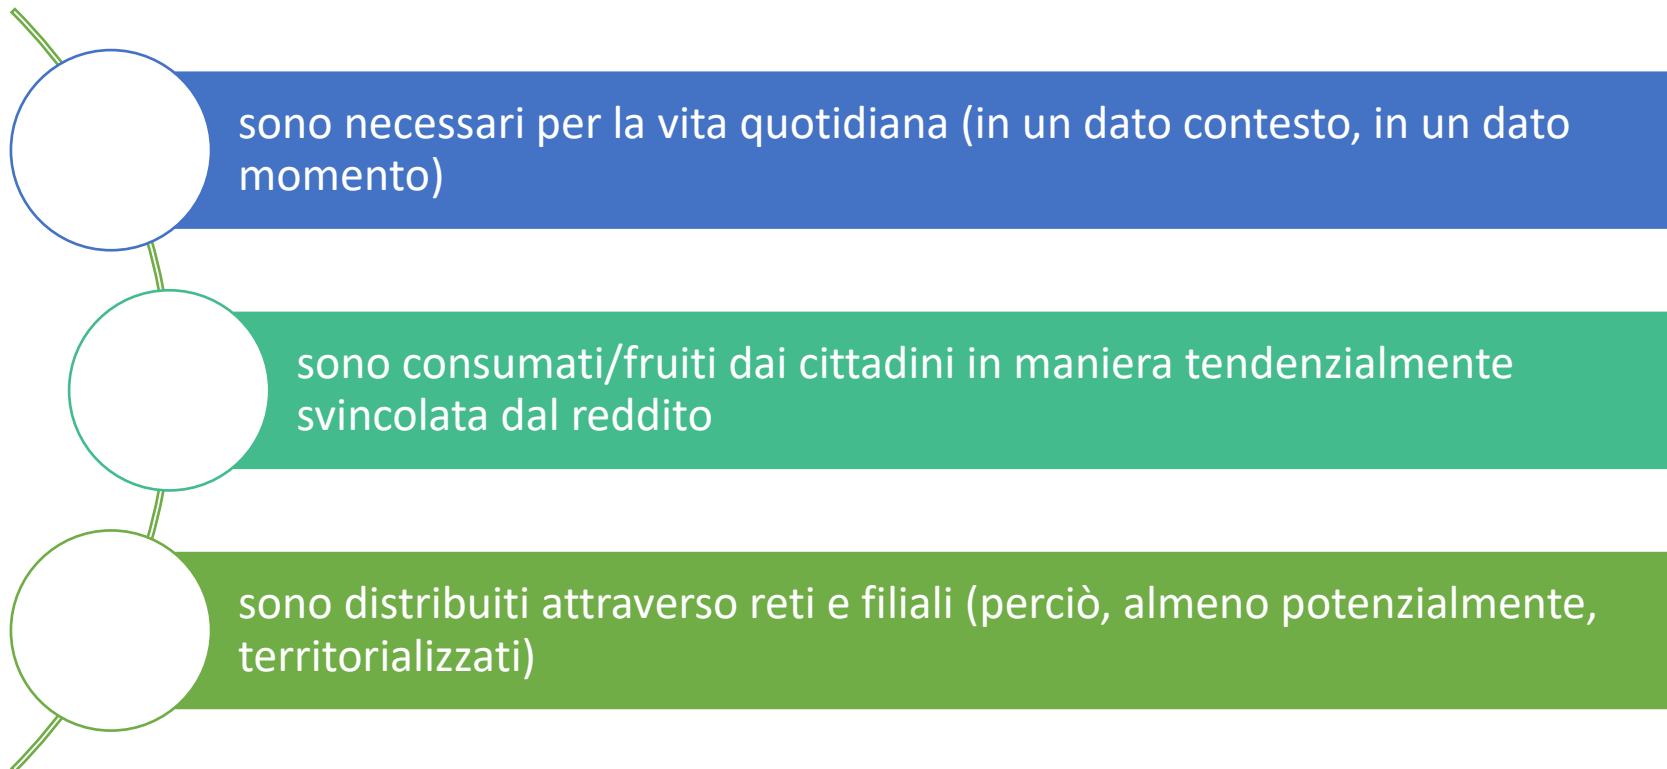 sono necessari per la vita quotidiana (in un dato contesto, in un dato
momento)
sono consumati/fruiti dai cittadini in maniera tendenzialmente
svincolata dal reddito
sono distribuiti attraverso reti e filiali (perciò, almeno potenzialmente,
territorializzati)